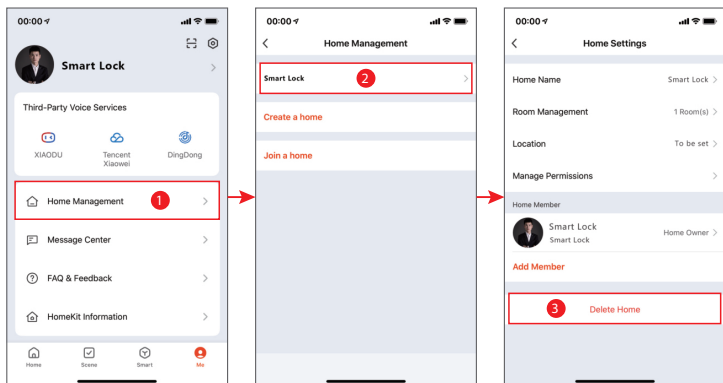 00:00
Smart Lock
Third-Party Voice Services
XIAODU
Tencent
Xiaowei
DingDong
Home Management
1
Message Center
FAQ & Feedback
HomeKit Information
Home
Scene
Smart
Me
00:00
Home Management
Smart Lock
2
Create a home
Join a home
00:00
Home Settings
Home Name Smart Lock
Room Management 1 Room(s)
Location To be set
Manage Permissions
Home Member
Smart Lock
Smart Lock
Home Owner
Add Member
3 Delete Home